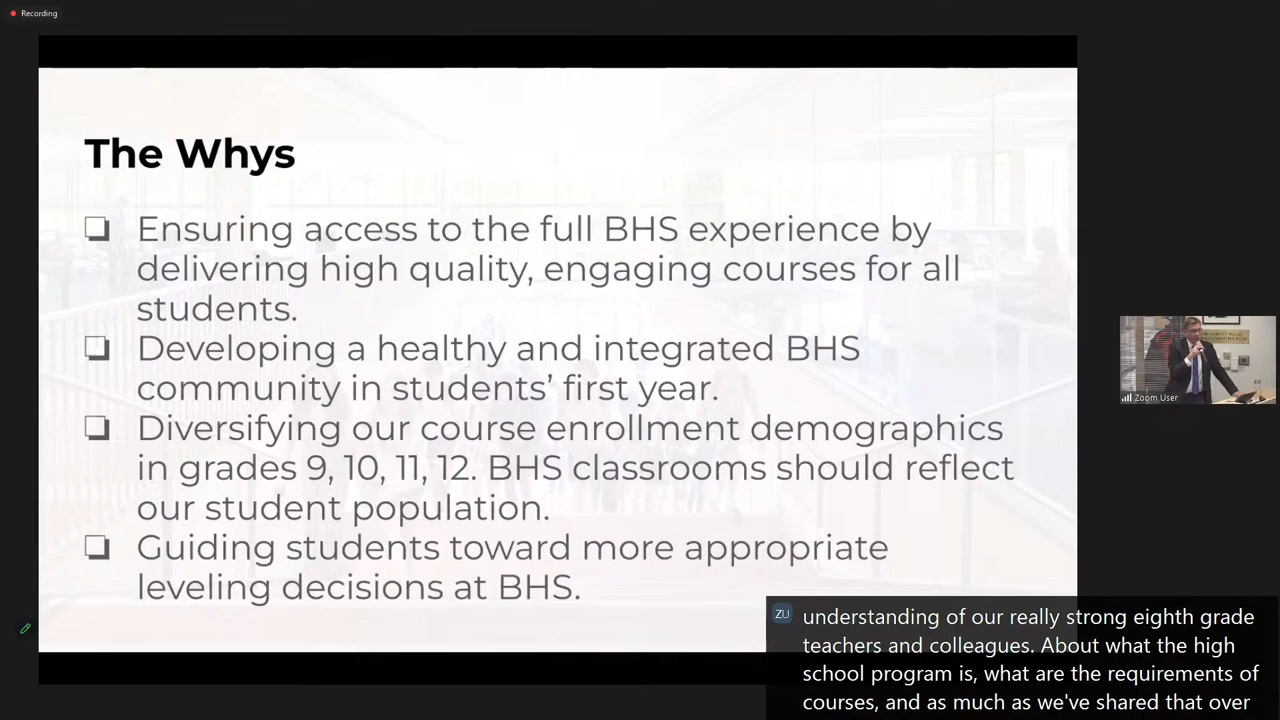 Recording
The Whys
Ensuring access to the full BHS experience by
delivering high quality, engaging courses for all
students.
Developing a healthy and integrated BHS
community in students’ first year.
Diversifying our course enrollment demographics
in grades 9, 10, 11, 12. BHS classrooms should reflect
our student population.
Guiding students toward more appropriate
leveling decisions at BHS.
Zoom User
ZU
understanding of our really strong eighth grade
teachers and colleagues. About what the high
school program is, what are the requirements of
courses, and as much as we've shared that over